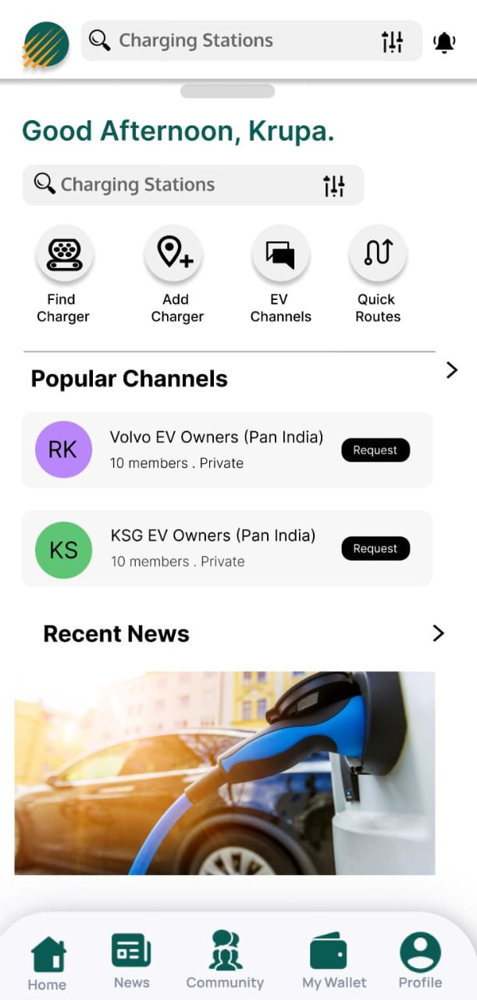 Charging Stations
Good Afternoon, Krupa.
Charging Stations
Find
Charger
Add
Charger
EV
Channels
Quick
Routes
Popular Channels
RK
Volvo EV Owners (Pan India)
10 members . Private
Request
KS
KSG EV Owners (Pan India)
10 members . Private
Request
Recent News
Home
News
Community
My Wallet
Profile